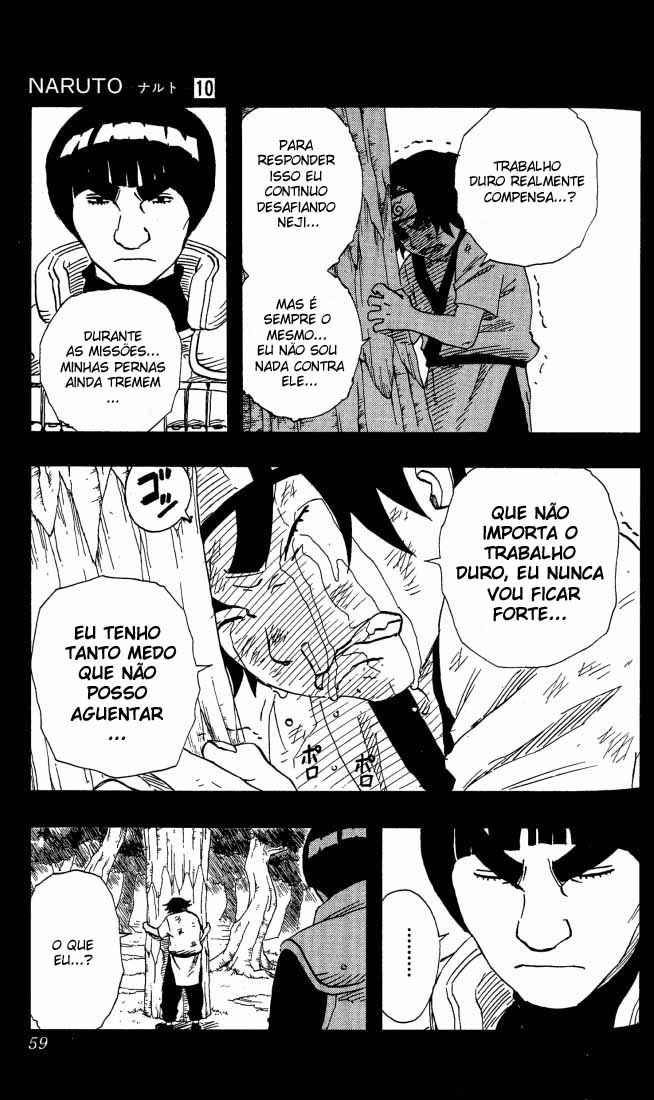 NARUTO ナルト 10
TRABALHO
DURO REALMENTE
COMPENSA...?
PARA
RESPONDER
ISSO EU
CONTINUO
DESAFIANDO
NEJI...
MAS É
SEMPRE O
MESMO...
EU NÃO SOU
NADA CONTRA
ELE...
DURANTE
AS MISSÕES...
MINHAS PERNAS
AINDA TREMEM
...
QUE NÃO
IMPORTA O
TRABALHO
DURO, EU NUNCA
VOU FICAR
FORTE...
ゴッ
EU TENHO
TANTO MEDO
QUE NÃO
POSSO
AGUENTAR
...
ポロ
ポロ
.........
O QUE
EU...?
59